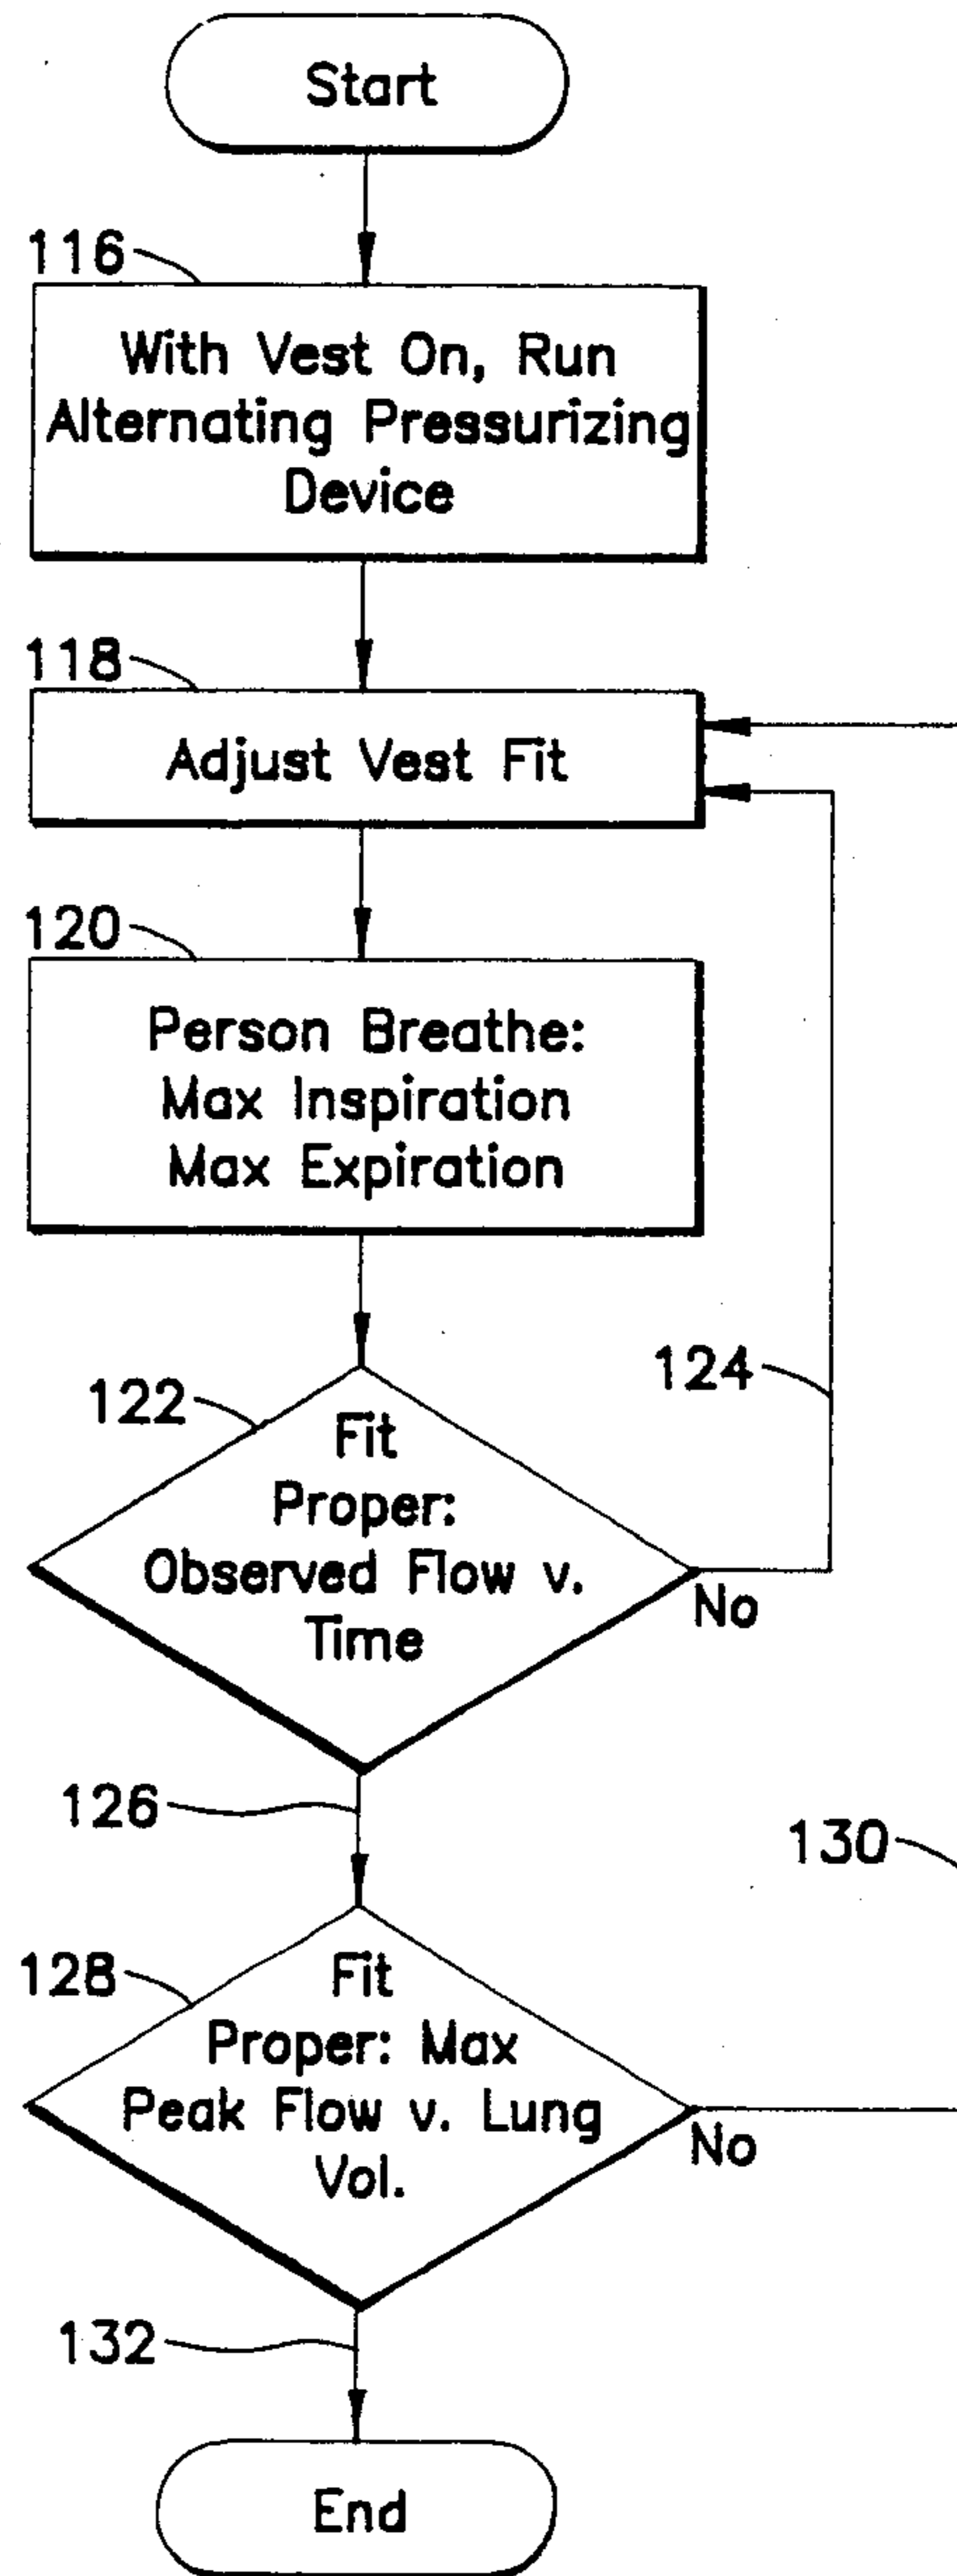 Start
116
With Vest On, Run
Alternating Pressurizing
Device
118
Adjust Vest Fit
120
Person Breathe:
Max Inspiration
Max Expiration
124
122
Fit
Proper:
Observed Flow v.
Time
No
126
130
128
Fit
Proper: Max
Peak Flow v. Lung
Vol.
No
132
End